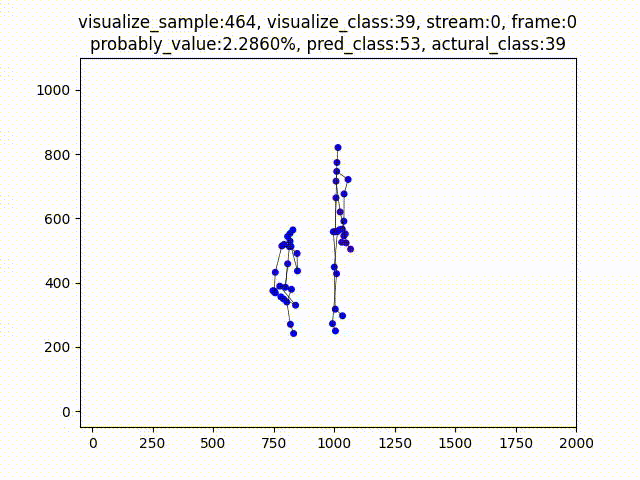 visualize_sample:464, visualize_class:39, stream:0, frame:0
probably_value:2.2860%, pred_class:53, actural_class:39
1000
800
600
400
200
0
0 250 500 750 1000 1250 1500 1750 2000